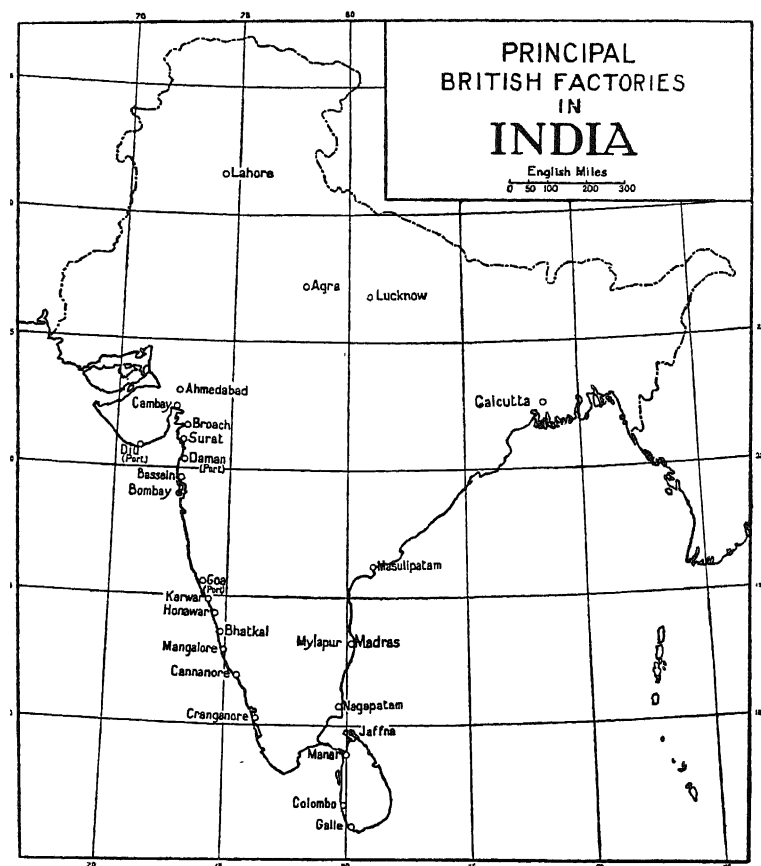 70
75
80
PRINCIPAL
BRITISH FACTORIES
IN
INDIA
English Miles
0 50 100 200 300
Lahore
Agra
Lucknow
Ahmedabad
Cambay
Calcutta
Broach
Surat
DIU
(Port)
Daman
(Port)
Bassein
Bombay
Masulipatam
Goa
(Port)
Karwar
Honawar
Bhatkal
Mylapur
Madras
Mangalore
Cannanore
Nagapatam
Cranganore
Jaffna
Manar
Colombo
Galle